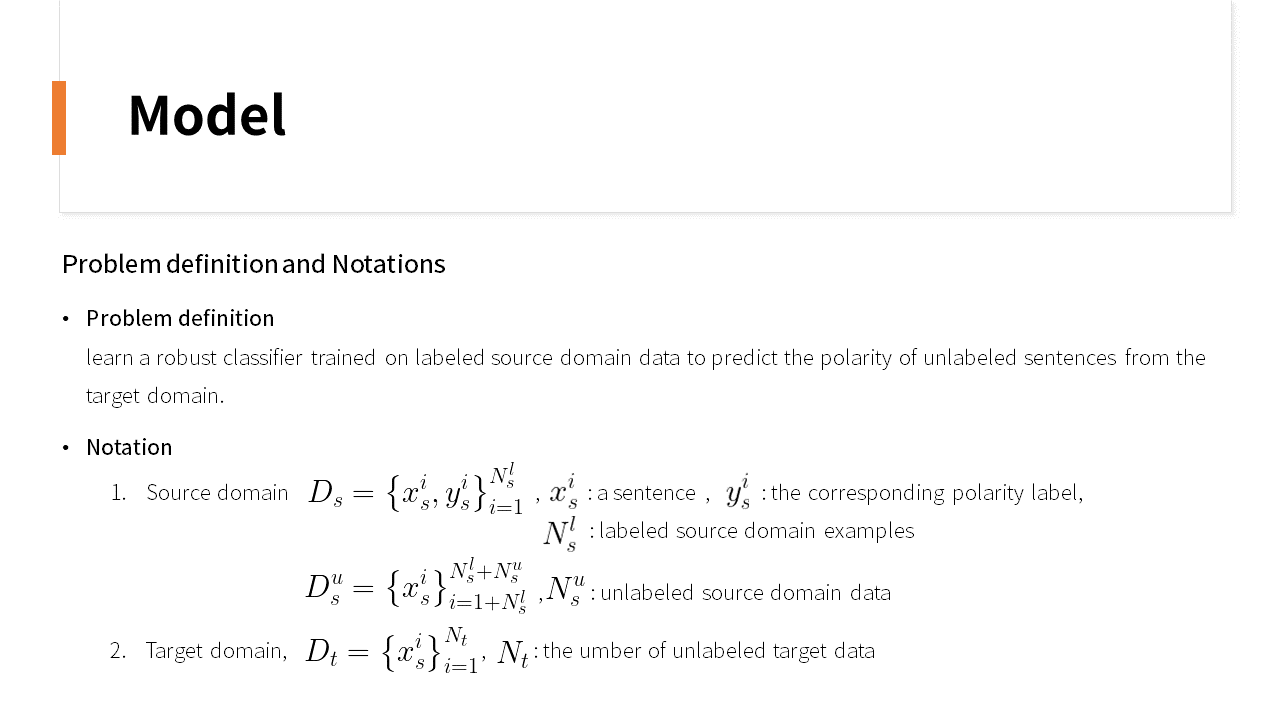 Model
Problem definition and Notations
• Problem definition
learn a robust classifier trained on labeled source domain data to predict the polarity of unlabeled sentences from the
target domain.
• Notation
1. Source domain $D_s = \{x_s^i, y_s^i\}_{i=1}^{N_s^l}$ , $x_s^i$ : a sentence , $y_s^i$ : the corresponding polarity label,
$N_s^l$ : labeled source domain examples
$D_s^u = \{x_s^i\}_{i=1+N_s^l}^{N_s^l+N_s^u}$ , $N_s^u$ : unlabeled source domain data
2. Target domain, $D_t = \{x_s^i\}_{i=1}^{N_t}$ , $N_t$ : the umber of unlabeled target data